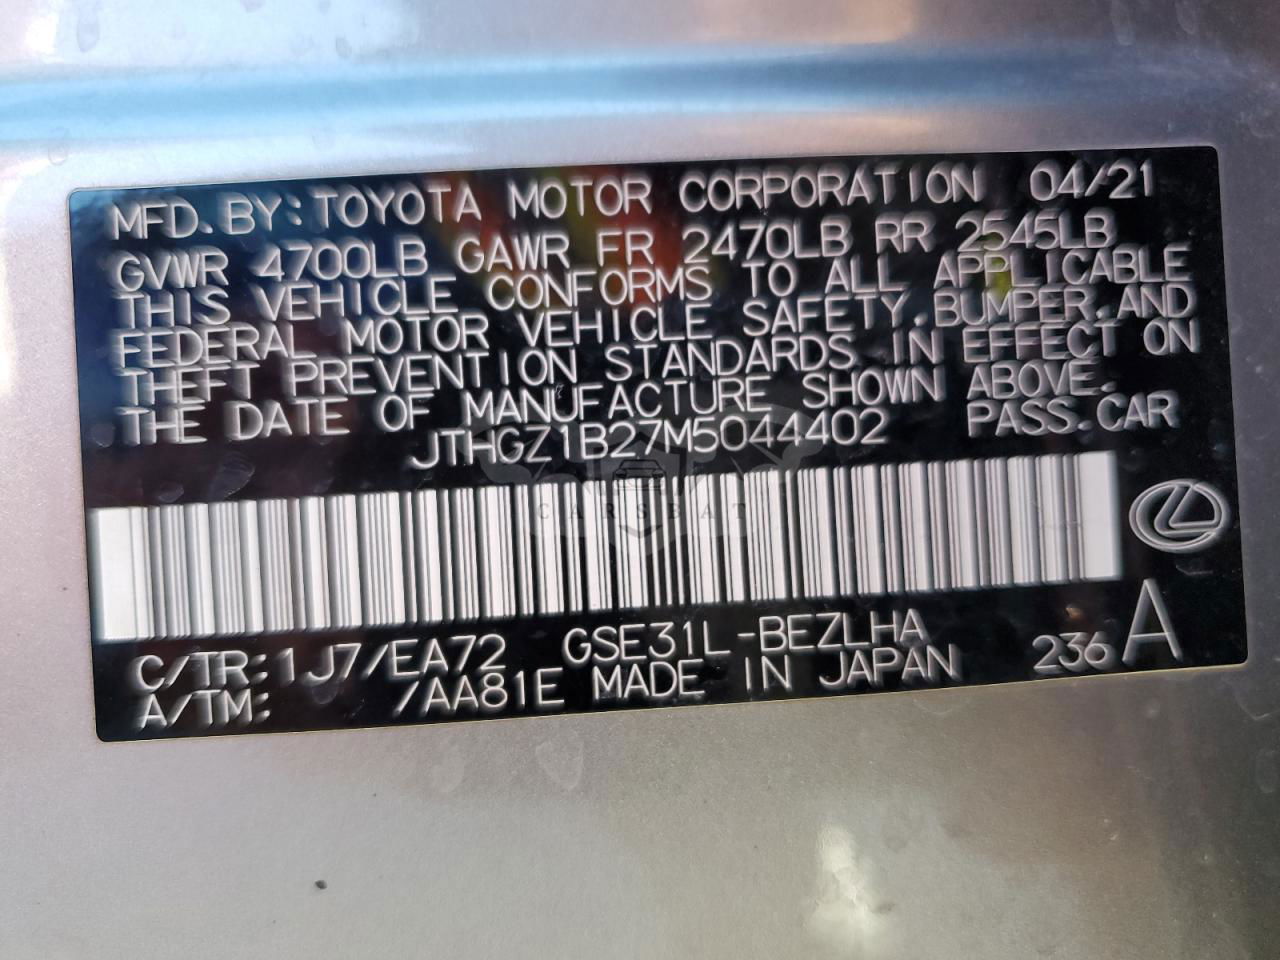 MFD. BY: TOYOTA MOTOR CORPORATION 04/21
GVWR 4700LB GAWR FR 2470LB RR 2545LB
THIS VEHICLE CONFORMS TO ALL APPLICABLE
FEDERAL MOTOR VEHICLE SAFETY, BUMPER, AND
THEFT PREVENTION STANDARDS IN EFFECT ON
THE DATE OF MANUFACTURE SHOWN ABOVE.
JTHGZ1B27M5044402 PASS. CAR
CARSBAT
C/TR: 1J7/EA72 GSE31L-BEZLHA
A/TM: /AA81E MADE IN JAPAN 236 A